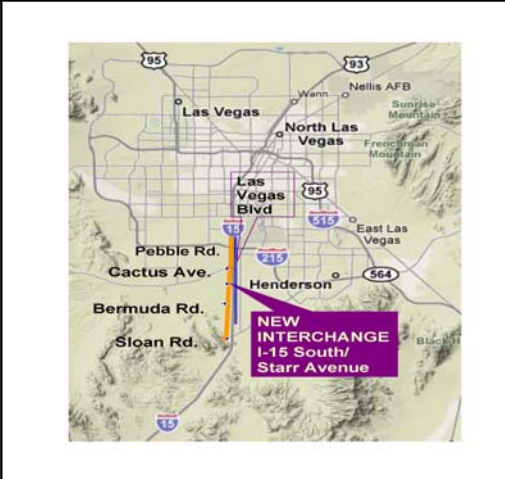 95
93
Nellis AFB
Wann
Las Vegas
Sunrise
Mountain
North Las
Vegas
Frenchman
Mountain
Las
Vegas
Blvd
95
15
515
East Las
Vegas
Pebble Rd.
215
Cactus Ave.
Henderson
564
Bermuda Rd.
NEW
INTERCHANGE
I-15 South/
Starr Avenue
Sloan Rd.
15